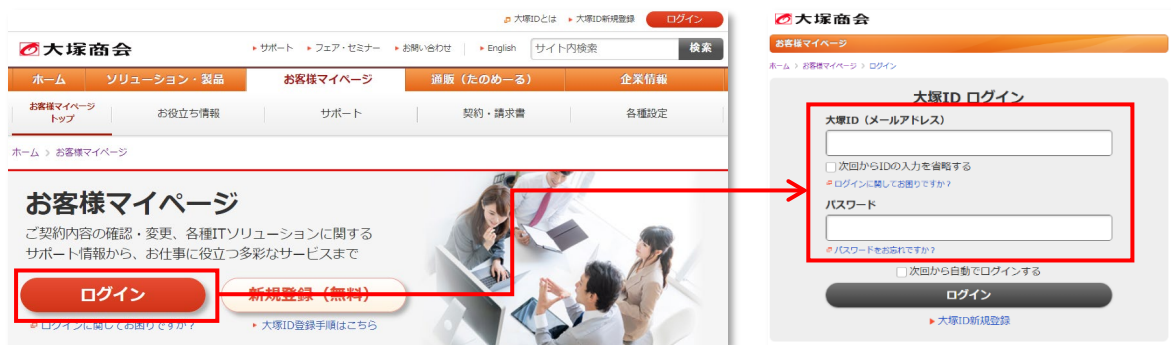 大塚IDとは 大塚ID新規登録 ログイン
大塚商会 サポート フェア・セミナー お問い合わせ English サイト内検索 検索
ホーム ソリューション・製品 お客様マイページ 通販（たのめーる） 企業情報
お客様マイページ
トップ お役立ち情報 サポート 契約・請求書 各種設定
ホーム > お客様マイページ
お客様マイページ
ご契約内容の確認・変更、各種ITソリューションに関する
サポート情報から、お仕事に役立つ多彩なサービスまで
ログイン 新規登録（無料）
ログインに関してお困りですか？ 大塚ID登録手順はこちら
大塚商会
お客様マイページ
ホーム > お客様マイページ > ログイン
大塚ID ログイン
大塚ID（メールアドレス）
次回からIDの入力を省略する
ログインに関してお困りですか？
パスワード
パスワードをお忘れですか？
次回から自動でログインする
ログイン
大塚ID新規登録